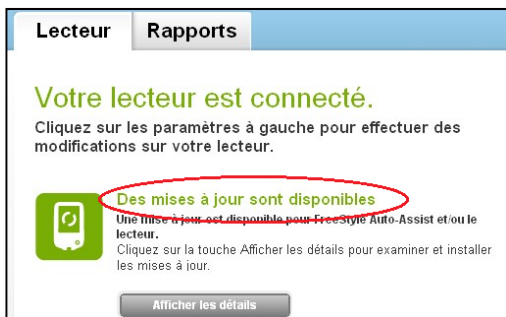 Lecteur
Rapports
Votre lecteur est connecté.
Cliquez sur les paramètres à gauche pour effectuer des
modifications sur votre lecteur.
Des mises à jour sont disponibles
Une mise à jour est disponible pour FreeStyle Auto-Assist et/ou le
lecteur.
Cliquez sur la touche Afficher les détails pour examiner et installer
les mises à jour.
Afficher les détails